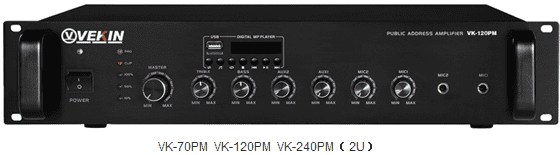 VEKIN
PUBLIC ADDRESS AMPLIFIER VK-120PM
USB DIGITAL MP PLAYER
CLIP
MASTER TREBLE BASS AUX2 AUX1 MIC2 MIC1 MIC2 MIC1
MIN MAX MIN MAX MIN MAX MIN MAX MIN MAX MIN MAX MIN MAX
POWER
VK-70PM VK-120PM VK-240PM（2U）